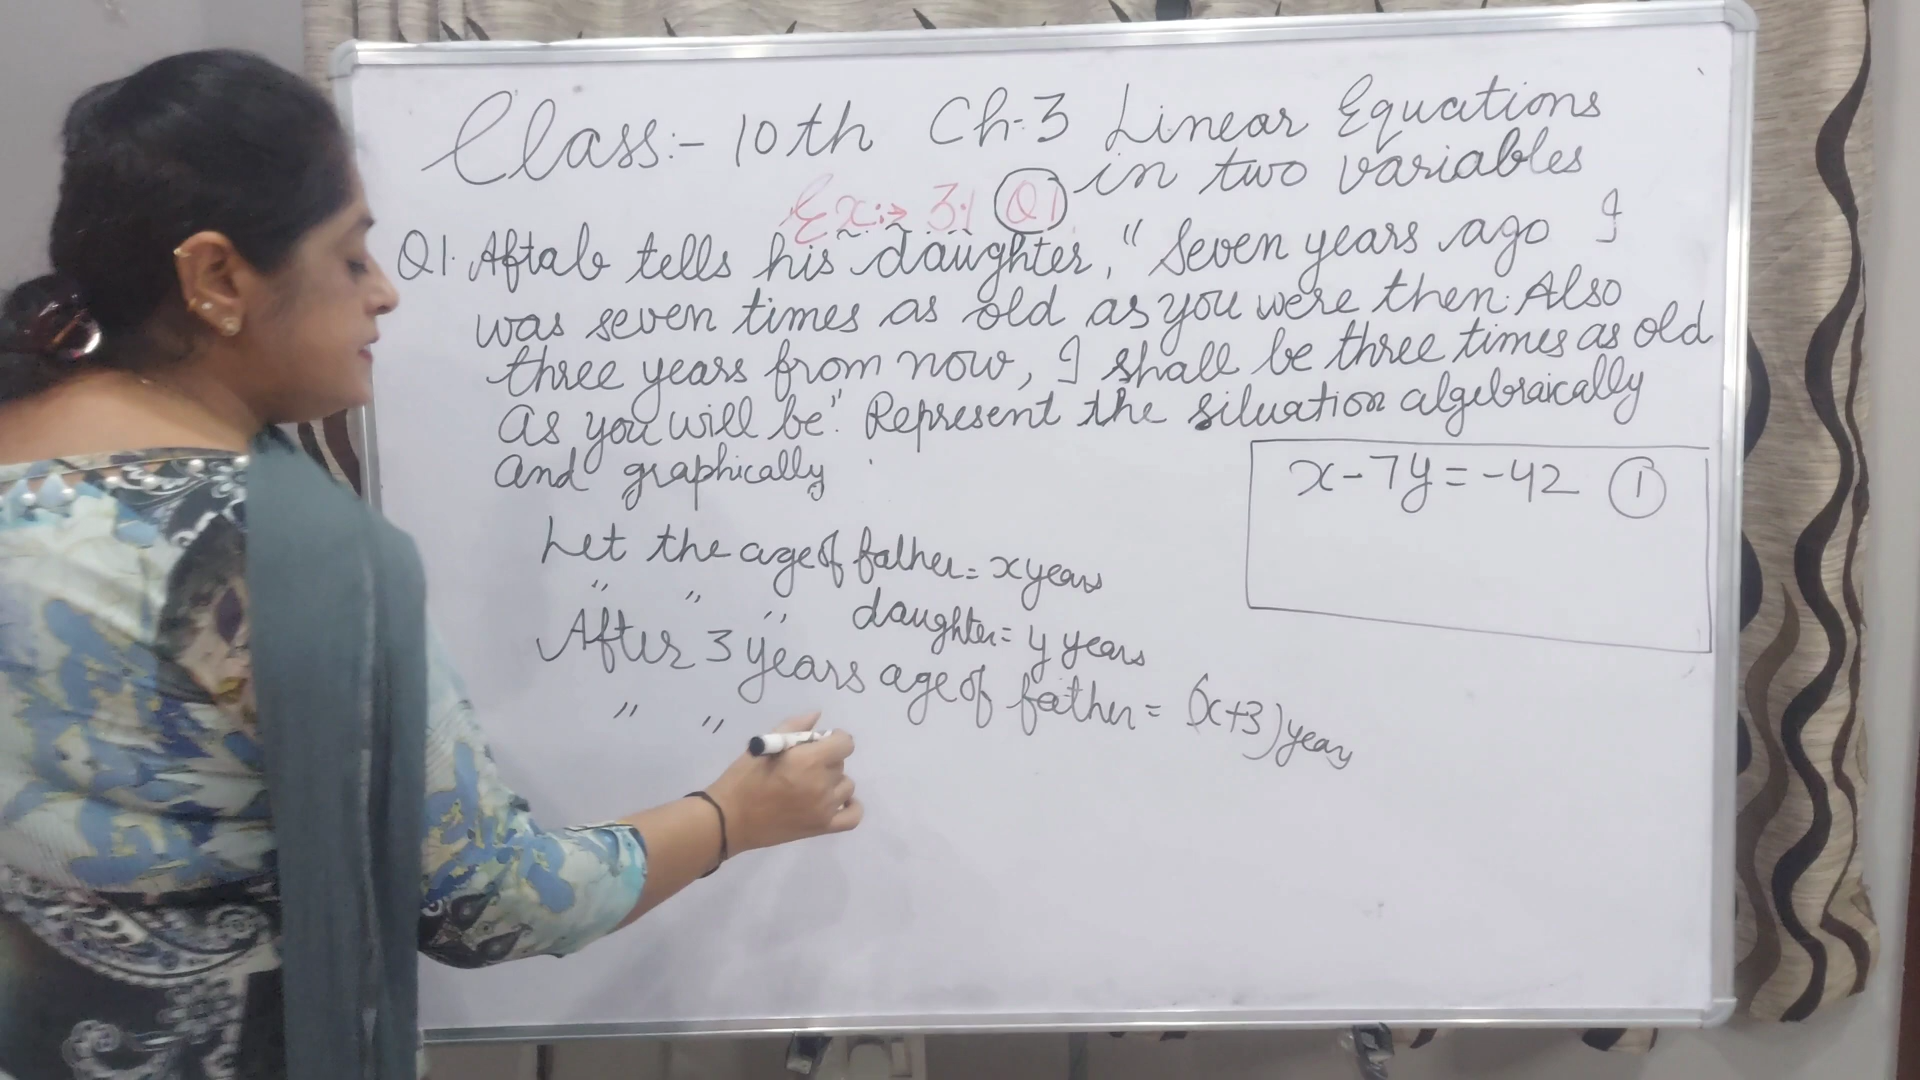 Class:- 10th Ch-3 Linear Equations
in two variables
Ex:→ 3.1 Q1
Q1. Aftab tells his daughter, "Seven years ago I
was seven times as old as you were then. Also
three years from now, I shall be three times as old
as you will be". Represent the situation algebraically
and graphically.
x-7y=-42 ①
Let the age of father = x years
" " " daughter = y years
After 3 years age of father = (x+3) years
" "